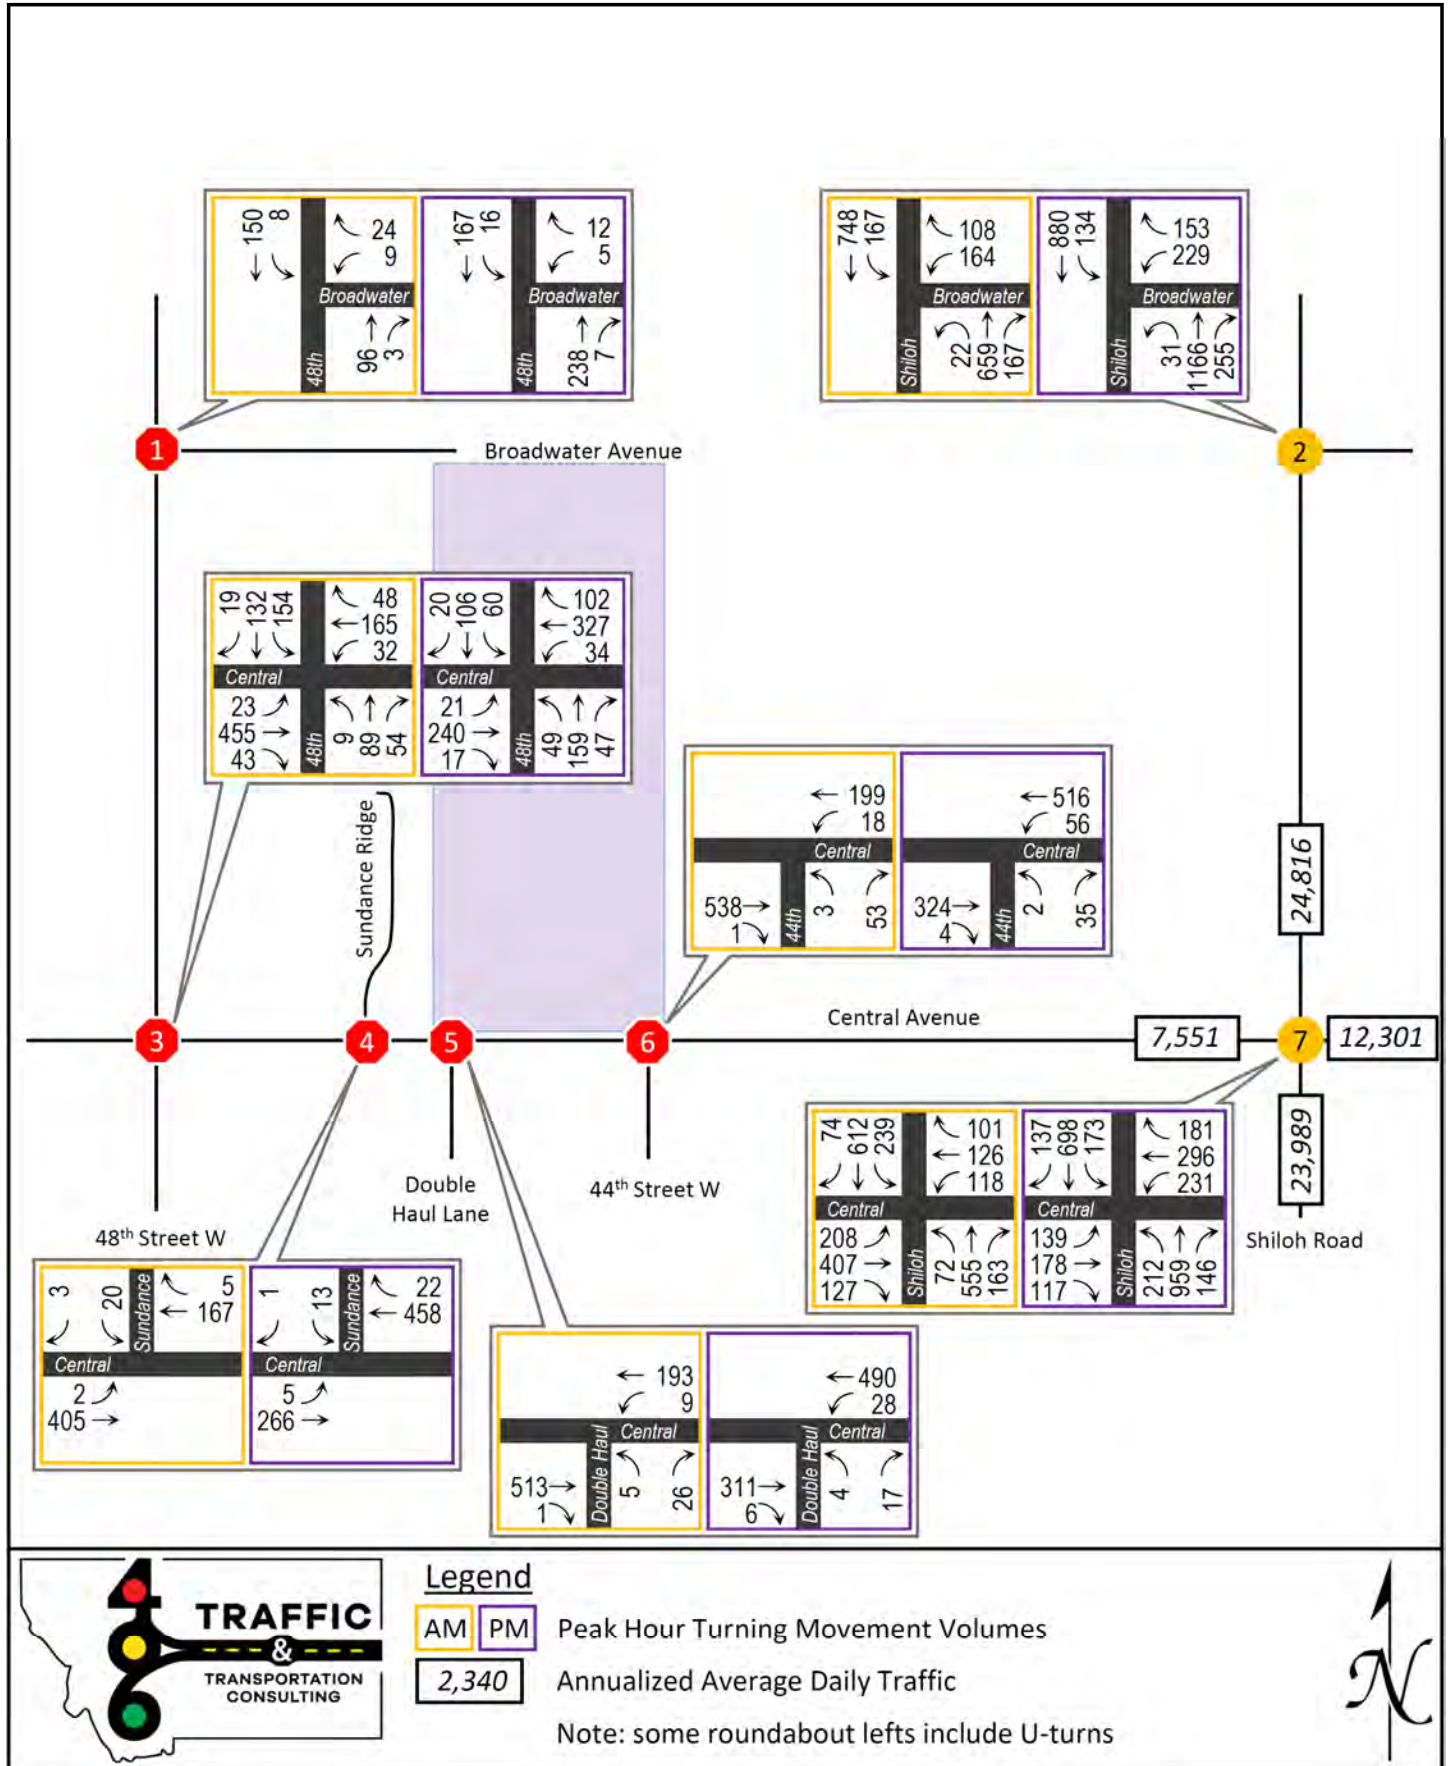 150
8
24
9
Broadwater
96
3
48th
167
16
12
5
Broadwater
238
7
48th
748
167
108
164
Broadwater
22
659
167
Shiloh
880
134
153
229
Broadwater
31
1166
255
Shiloh
1
Broadwater Avenue
2
19
132
154
48
165
32
Central
23
455
43
48th
9
89
54
20
106
60
102
327
34
Central
21
240
17
48th
49
159
47
Sundance Ridge
199
18
Central
538
1
44th
3
53
516
56
Central
324
4
44th
2
35
24,816
3
4
5
6
Central Avenue
7,551
7
12,301
23,989
Shiloh Road
74
612
239
101
126
118
Central
208
407
127
Shiloh
72
555
163
137
698
173
181
296
231
Central
139
178
117
Shiloh
212
959
146
48th Street W
Double
Haul Lane
44th Street W
3
20
Sundance
5
167
Central
2
405
1
13
Sundance
22
458
Central
5
266
193
9
Central
513
1
Double Haul
5
26
490
28
Central
311
6
Double Haul
4
17
406
TRAFFIC
&
TRANSPORTATION
CONSULTING
Legend
AM PM Peak Hour Turning Movement Volumes
2,340 Annualized Average Daily Traffic
Note: some roundabout lefts include U-turns
N